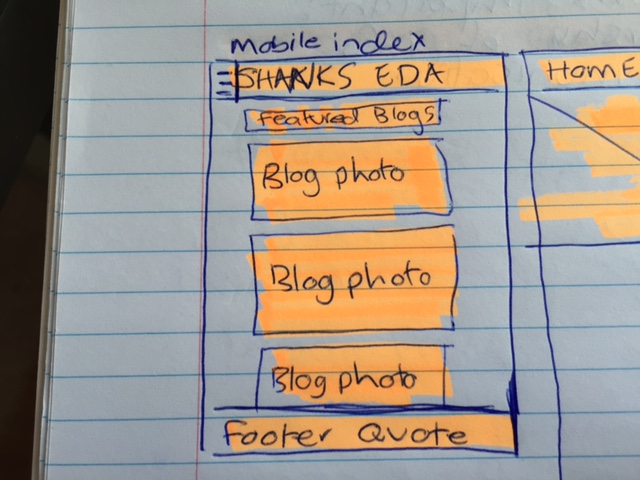 Mobile index
SHANKS EDA
HOME
Featured Blogs
Blog photo
Blog photo
Blog photo
Footer Quote